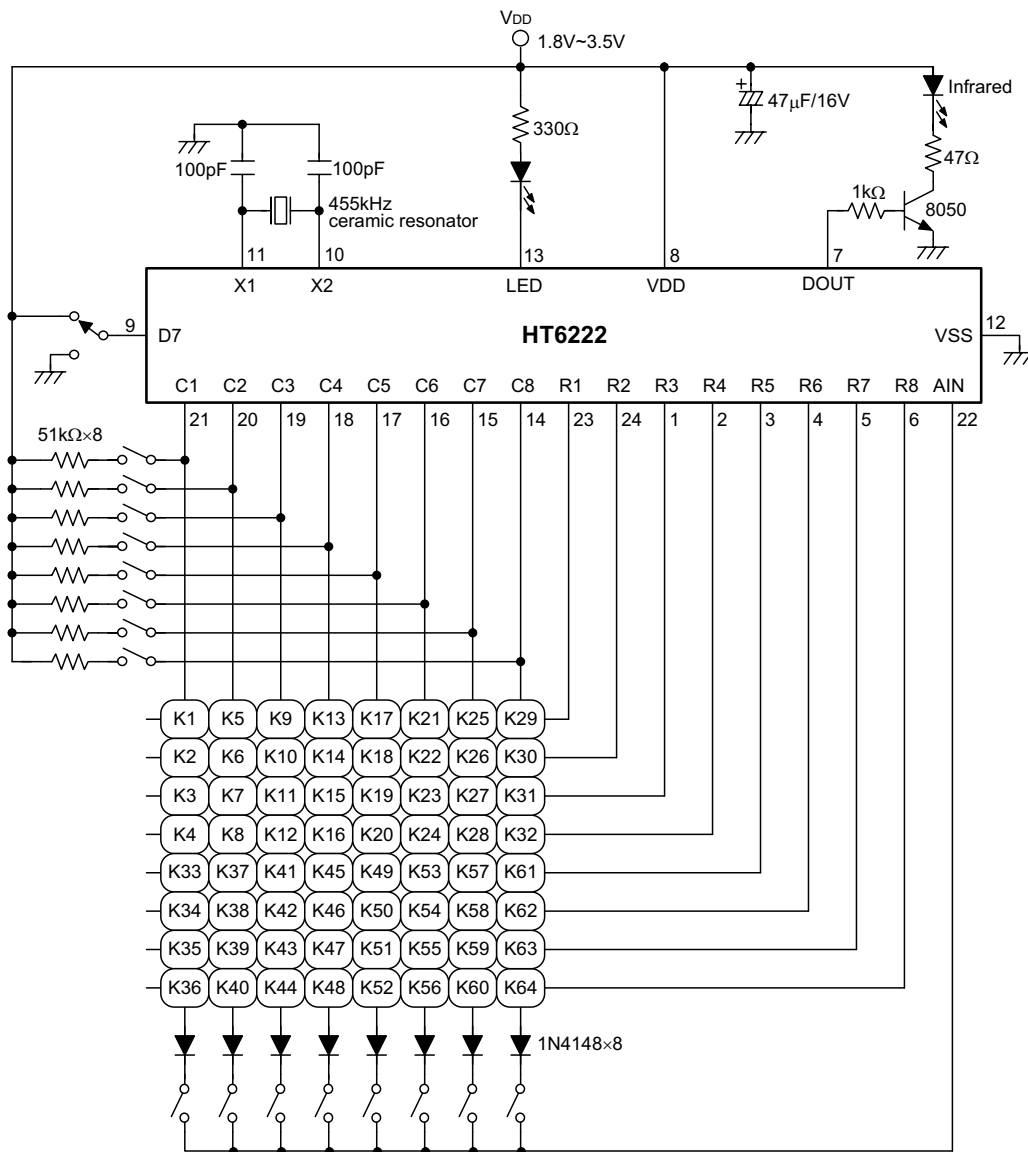 VDD
1.8V~3.5V
Infrared
47µF/16V
330Ω
47Ω
100pF 100pF
1kΩ
8050
455kHz
ceramic resonator
11 10 13 8 7
X1 X2 LED VDD DOUT
9 D7 HT6222 VSS 12
C1 C2 C3 C4 C5 C6 C7 C8 R1 R2 R3 R4 R5 R6 R7 R8 AIN
21 20 19 18 17 16 15 14 23 24 1 2 3 4 5 6 22
51kΩ×8
K1 K5 K9 K13 K17 K21 K25 K29
K2 K6 K10 K14 K18 K22 K26 K30
K3 K7 K11 K15 K19 K23 K27 K31
K4 K8 K12 K16 K20 K24 K28 K32
K33 K37 K41 K45 K49 K53 K57 K61
K34 K38 K42 K46 K50 K54 K58 K62
K35 K39 K43 K47 K51 K55 K59 K63
K36 K40 K44 K48 K52 K56 K60 K64
1N4148×8